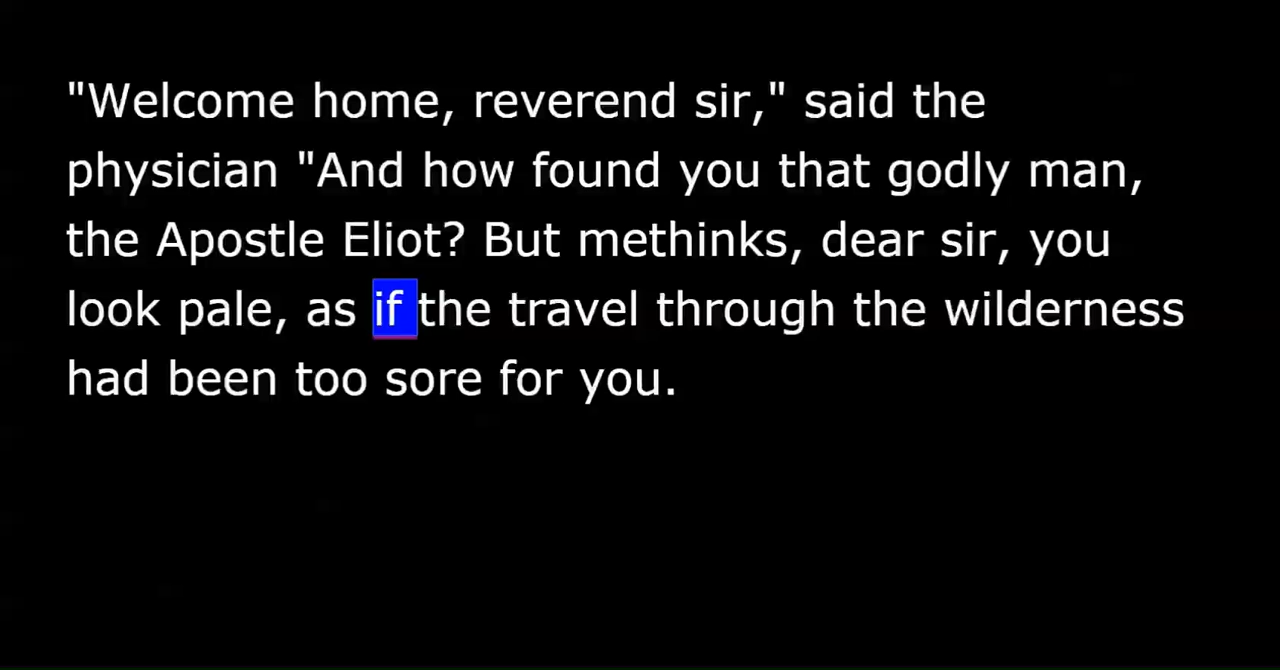 "Welcome home, reverend sir," said the
physician "And how found you that godly man,
the Apostle Eliot? But methinks, dear sir, you
look pale, as if the travel through the wilderness
had been too sore for you.